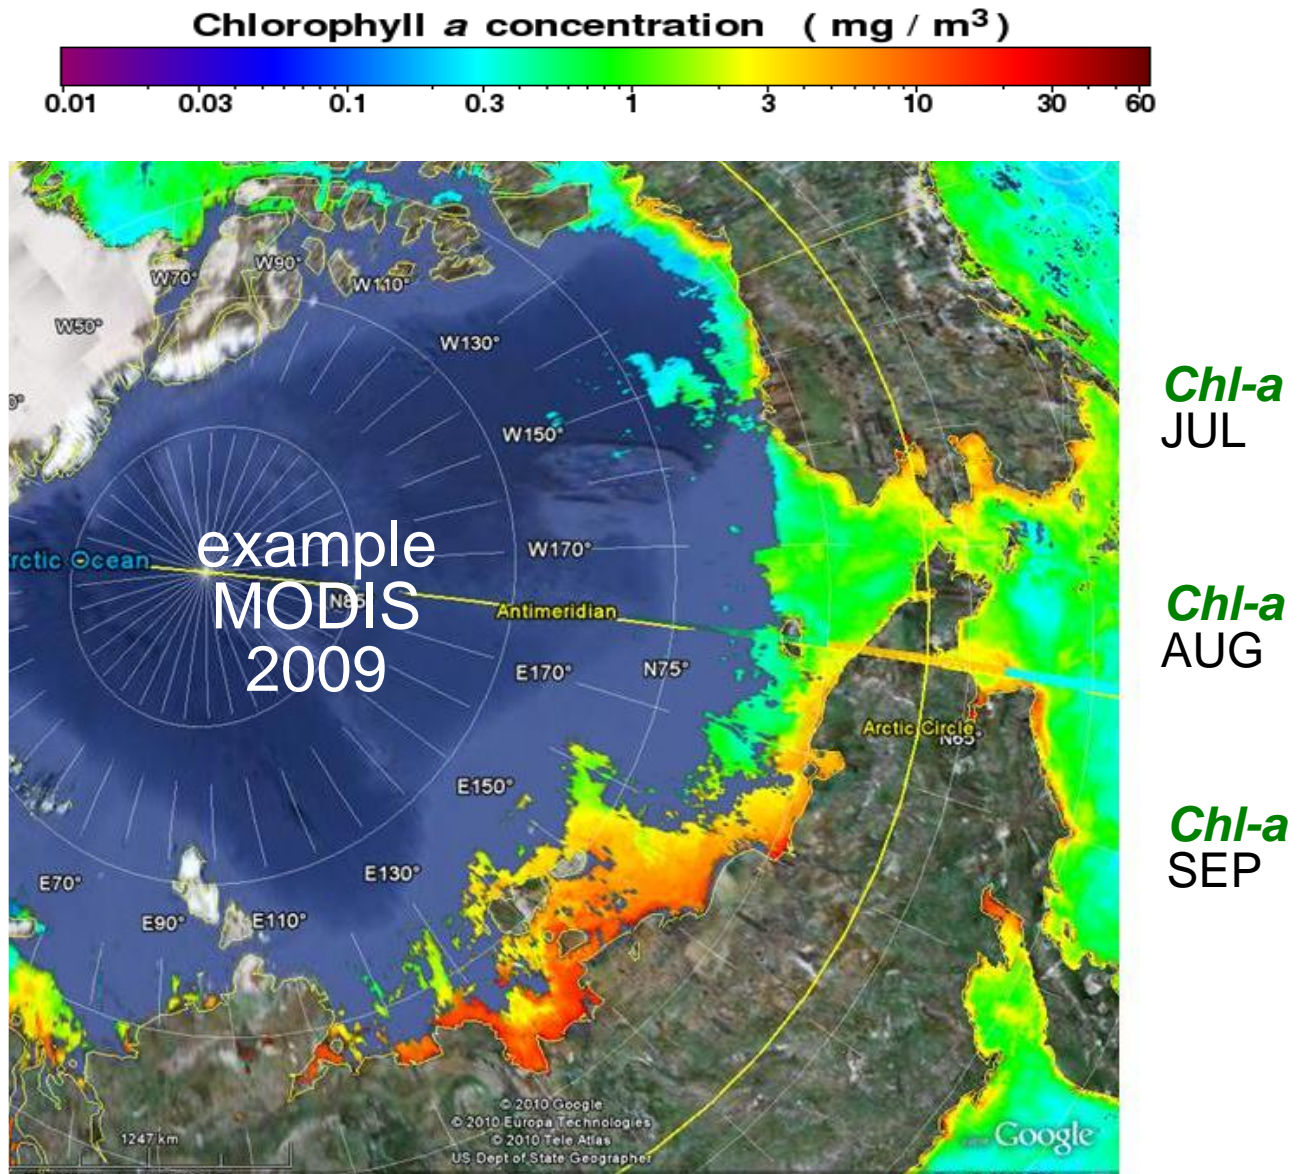 Chlorophyll a concentration ( mg / m³ )
0.01 0.03 0.1 0.3 1 3 10 30 60
W70°
W90°
W110°
W50°
W130°
0°
W150°
Chl-a
JUL
example
MODIS
2009
rctic Ocean
W170°
N85
Antimeridian
E170°
N75°
Chl-a
AUG
Arctic Circle
N65°
E150°
Chl-a
SEP
E130°
E70°
E90°
E110°
1247 km
© 2010 Google
© 2010 Europa Technologies
© 2010 Tele Atlas
US Dept of State Geographer
Google